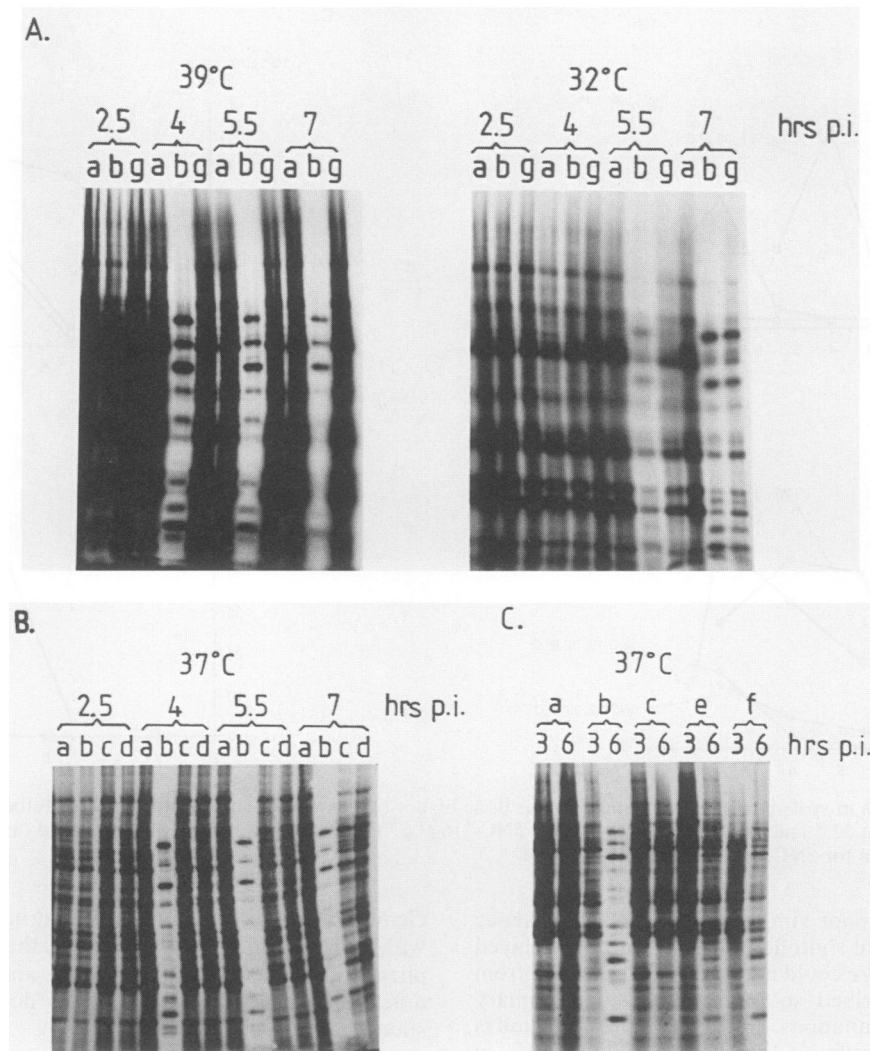 A.
39°C
32°C
2.5 4 5.5 7
2.5 4 5.5 7 hrs p.i.
a b g a b g a b g a b g
a b g a b g a b g a b g
B.
37°C
2.5 4 5.5 7 hrs p.i.
a b c d a b c d a b c d a b c d
C.
37°C
a b c e f
3 6 3 6 3 6 3 6 3 6 hrs p.i.